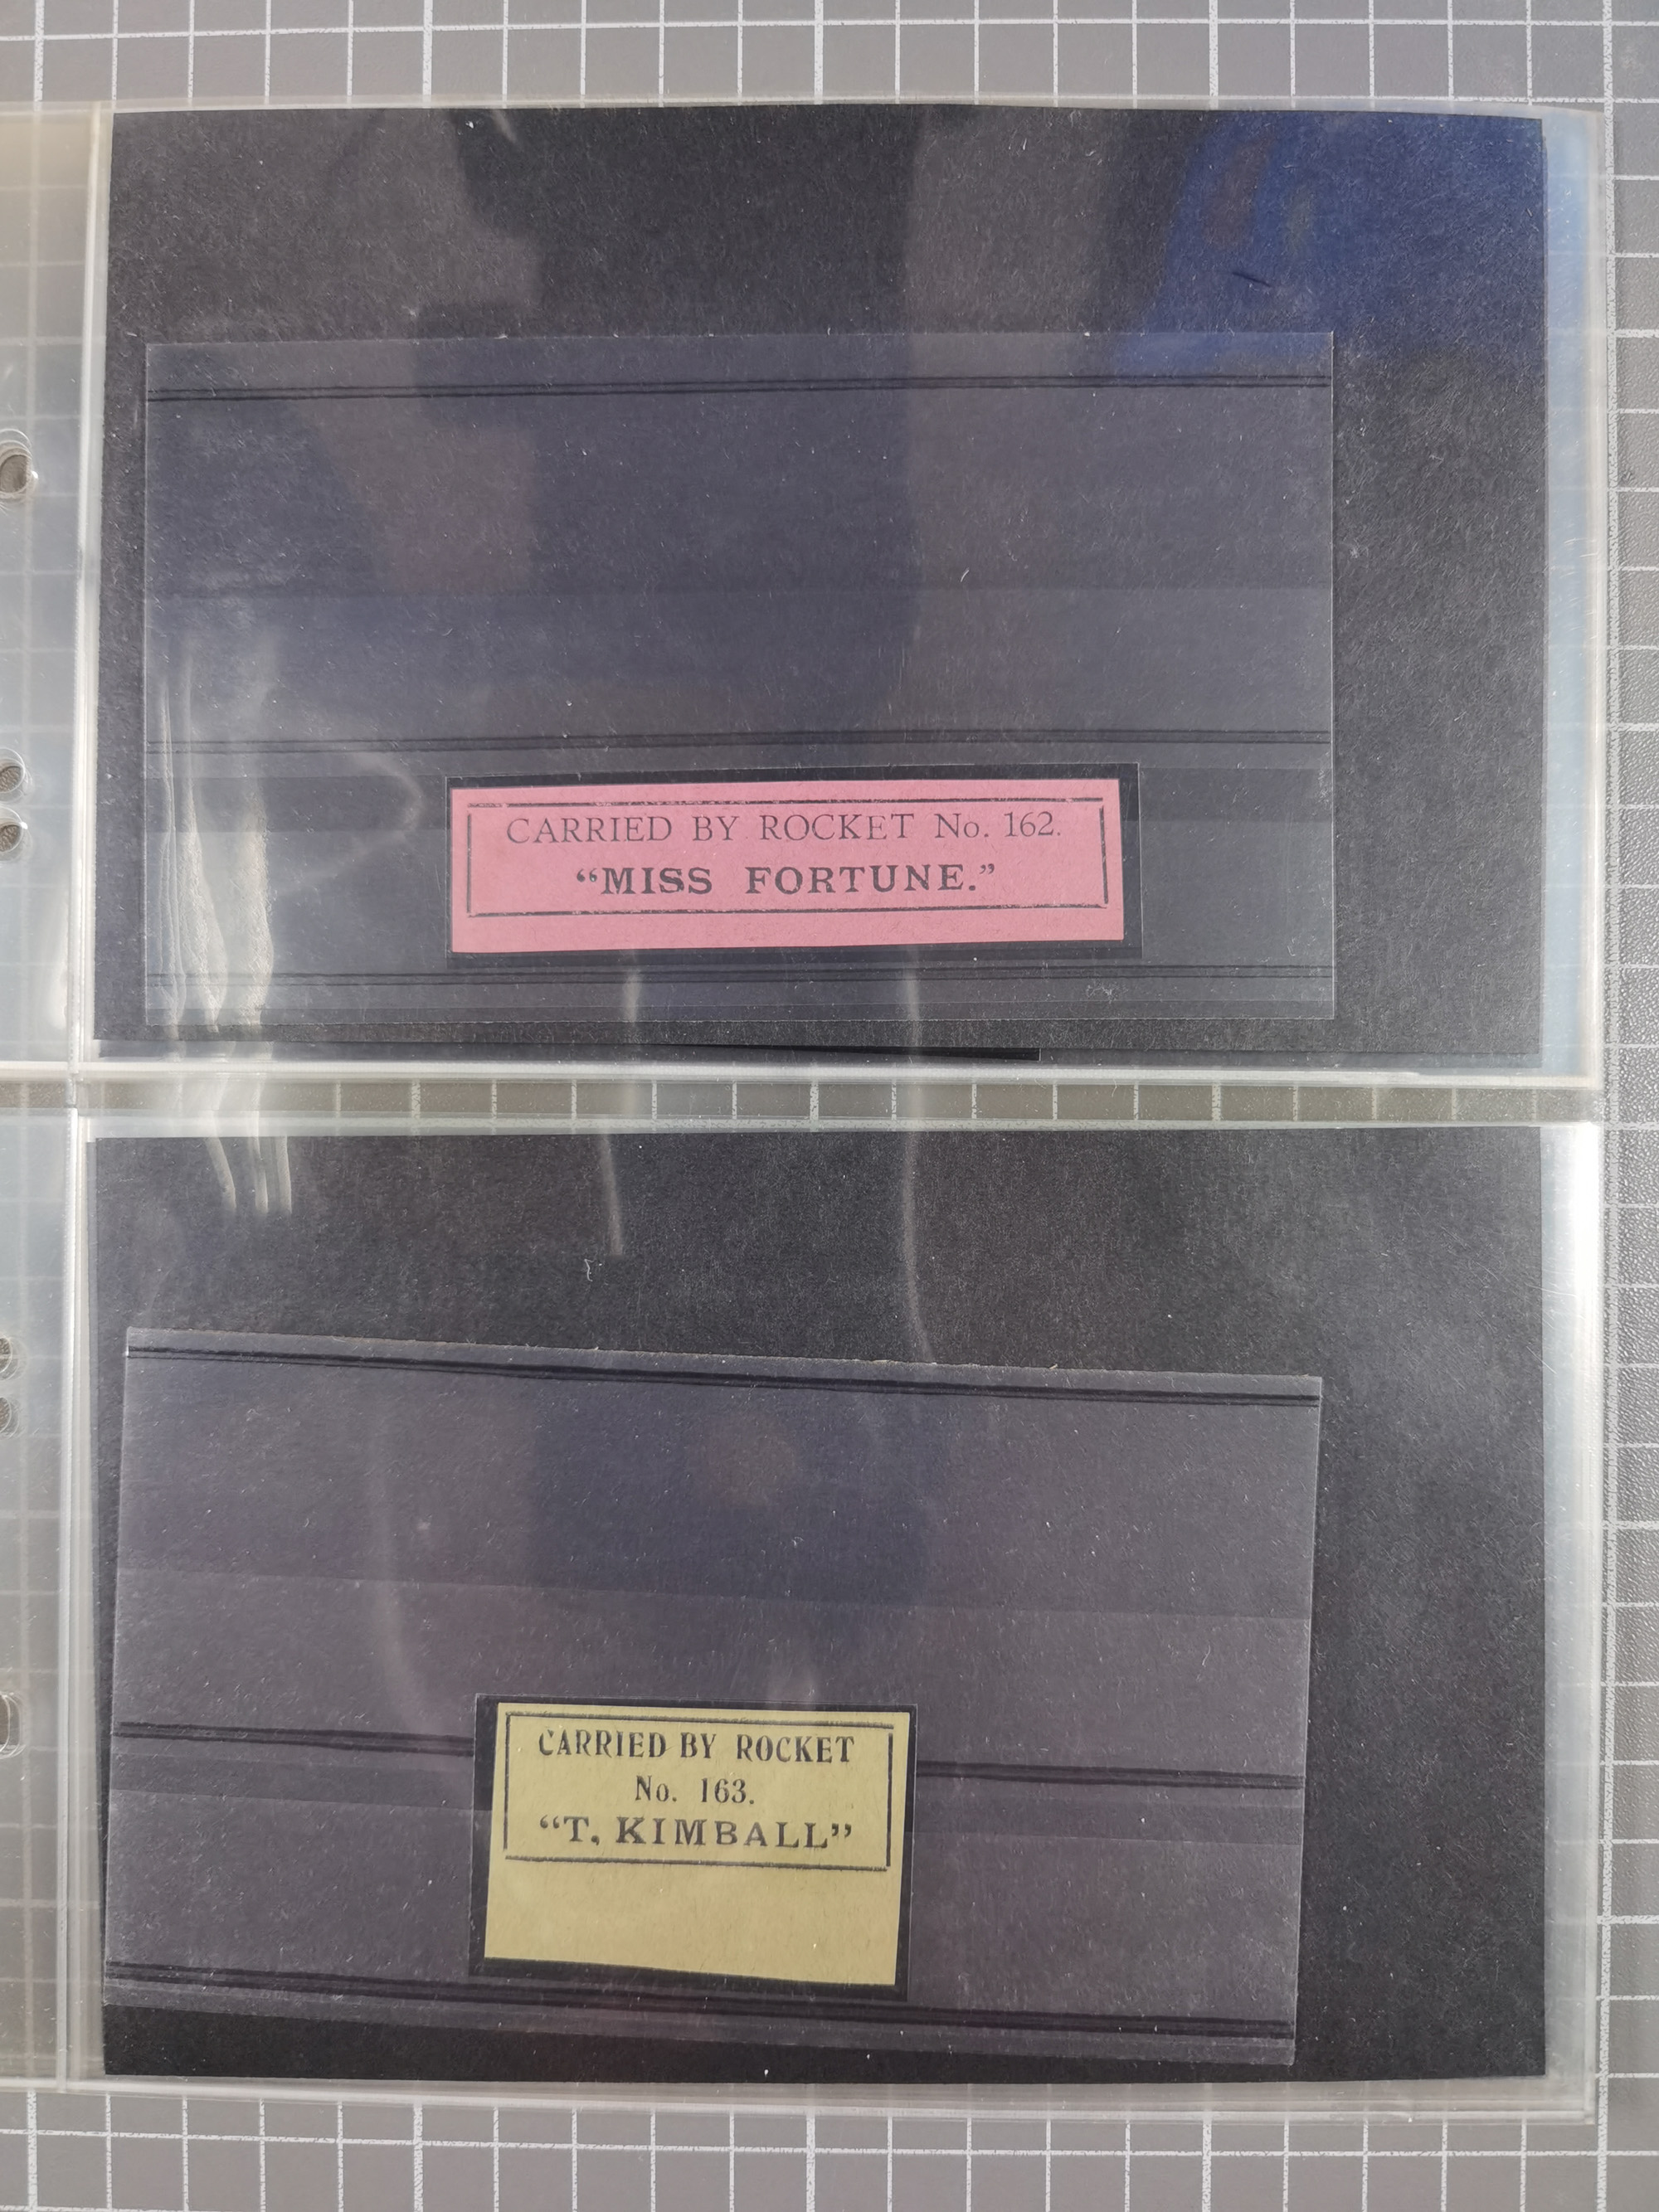 CARRIED BY ROCKET No. 162.
“MISS FORTUNE.”
CARRIED BY ROCKET
No. 163.
“T. KIMBALL”